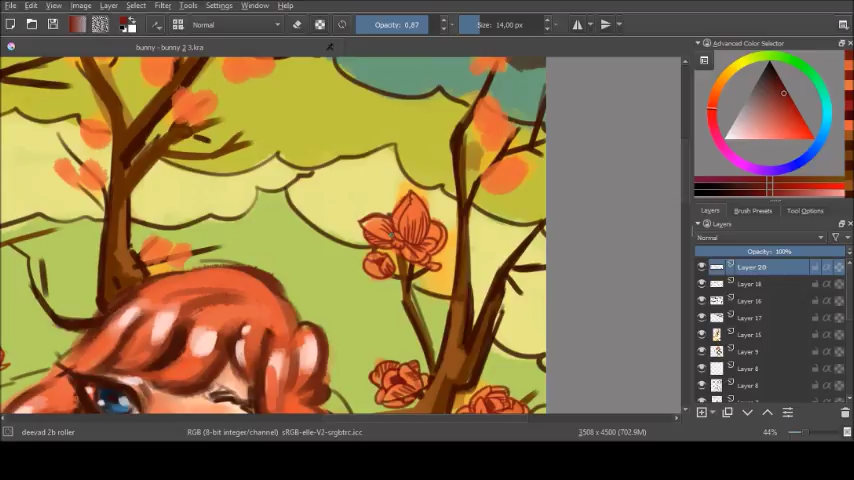 File Edit View Image Layer Select Filter Tools Settings Window Help
Normal
Opacity: 0,87
Size: 14,00 px
bunny - bunny 2 3.kra
Advanced Color Selector
Layers Brush Presets Tool Options
Layers
Normal
Opacity: 100%
Layer 20
Layer 18
Layer 16
Layer 17
Layer 15
Layer 9
Layer 8
deevad 2b roller
RGB (8-bit integer/channel) sRGB-elle-V2-srgbtrc.icc
3508 x 4500 (702.9M)
44%